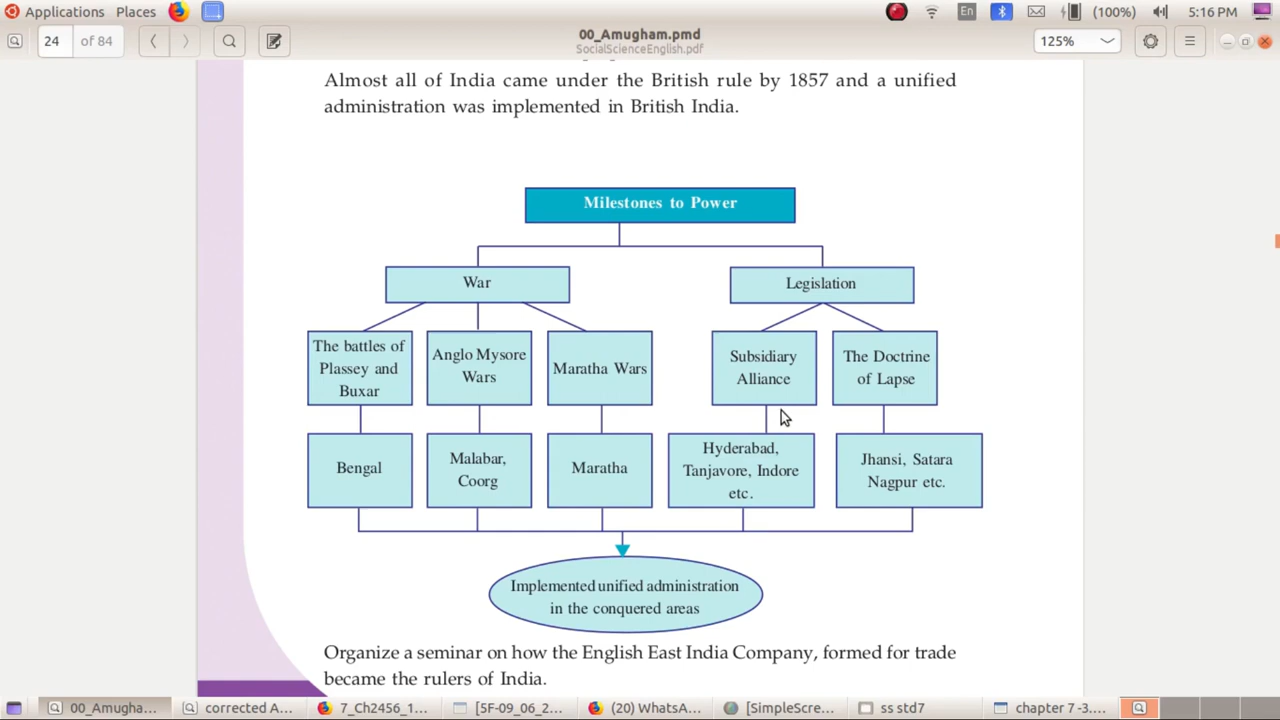 Applications Places En (100%) 5:16 PM
24 of 84 00_Amugham.pmd 125%
SocialScienceEnglish.pdf
Almost all of India came under the British rule by 1857 and a unified
administration was implemented in British India.
Milestones to Power
War
Legislation
The battles of
Plassey and
Buxar
Anglo Mysore
Wars
Maratha Wars
Subsidiary
Alliance
The Doctrine
of Lapse
Bengal
Malabar,
Coorg
Maratha
Hyderabad,
Tanjavore, Indore
etc.
Jhansi, Satara
Nagpur etc.
Implemented unified administration
in the conquered areas
Organize a seminar on how the English East India Company, formed for trade
became the rulers of India.
00_Amugha... corrected A... 7_Ch2456_1... [5F-09_06_2... (20) WhatsA... [SimpleScre... ss std7 chapter 7 -3....